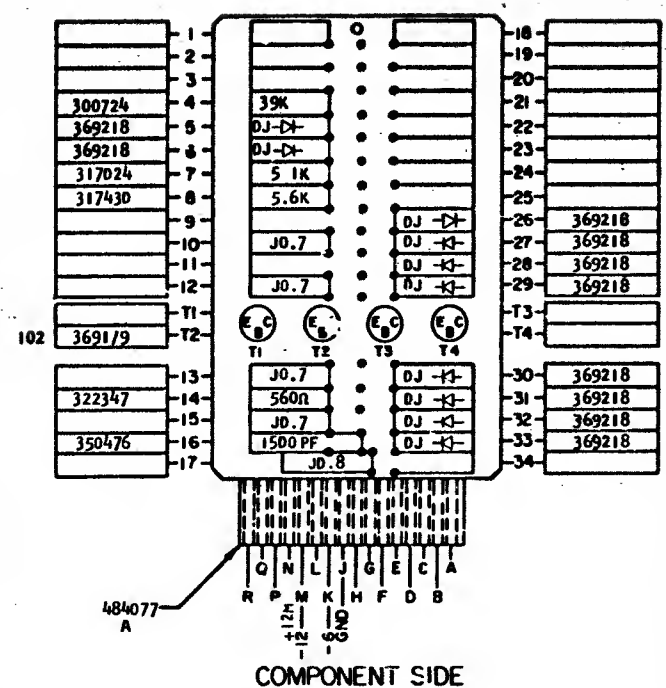 1 18
2 19
3 20
300724 4 39K 21
369218 5 DJ 22
369218 6 DJ 23
317024 7 5 1K 24
317430 8 5.6K 25
9 DJ 26 369218
10 J0.7 DJ 27 369218
11 DJ 28 369218
12 J0.7 DJ 29 369218
T1 E B C E B E B C E B C T3
102 369179 T2 T1 T2 T3 T4 T4
13 J0.7 DJ 30 369218
322347 14 560Ω DJ 31 369218
15 J0.7 DJ 32 369218
350476 16 1500 PF DJ 33 369218
17 J0.8 34
Q N L J G E C A
R P M K H F D B
484077
A
+12M
-12
-6
GND
COMPONENT SIDE